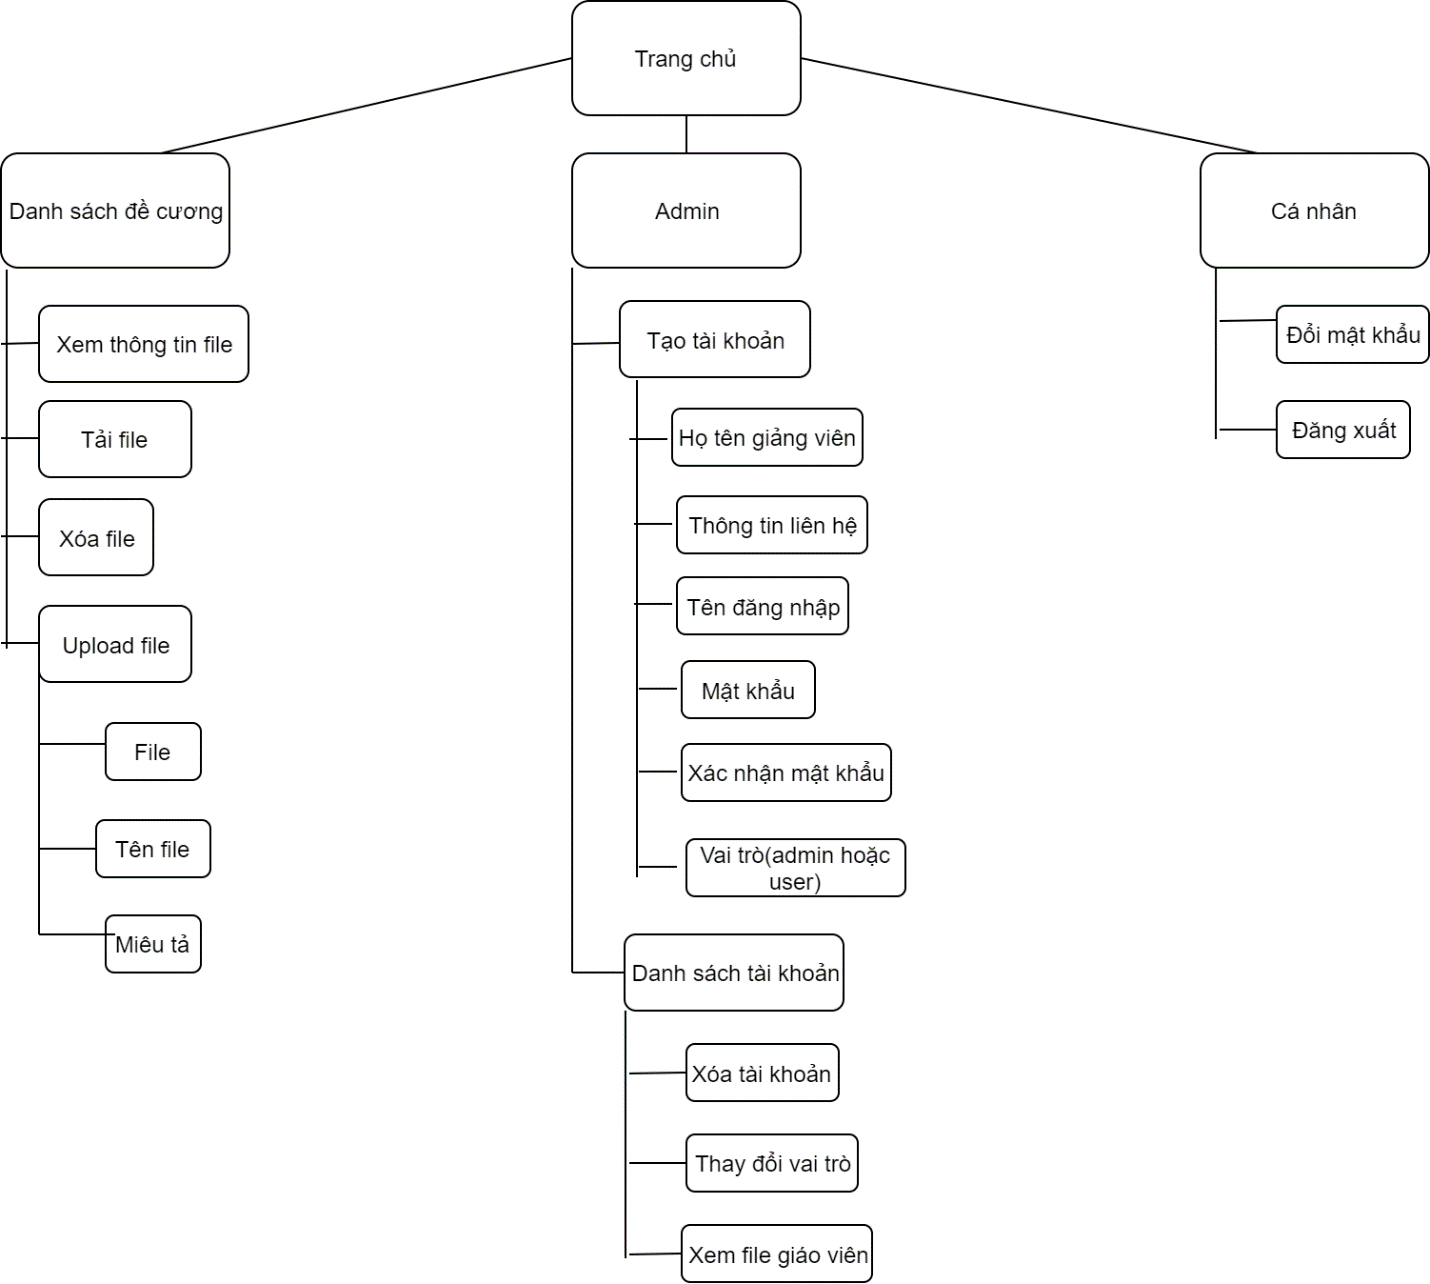 Trang chủ
Danh sách đề cương
Admin
Cá nhân
Xem thông tin file
Tải file
Xóa file
Upload file
File
Tên file
Miêu tả
Tạo tài khoản
Họ tên giảng viên
Thông tin liên hệ
Tên đăng nhập
Mật khẩu
Xác nhận mật khẩu
Vai trò(admin hoặc
user)
Danh sách tài khoản
Xóa tài khoản
Thay đổi vai trò
Xem file giáo viên
Đổi mật khẩu
Đăng xuất